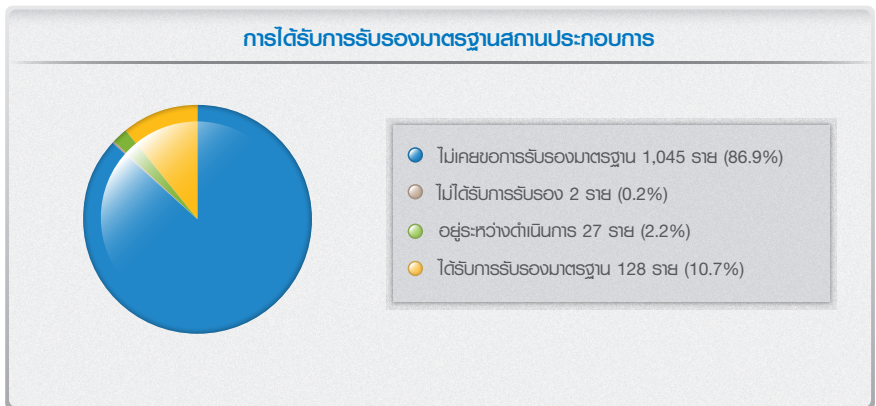 การได้รับการรับรองมาตรฐานสถานประกอบการ
ไม่เคยขอการรับรองมาตรฐาน 1,045 ราย (86.9%)
ไม่ได้รับการรับรอง 2 ราย (0.2%)
อยู่ระหว่างดำเนินการ 27 ราย (2.2%)
ได้รับการรับรองมาตรฐาน 128 ราย (10.7%)